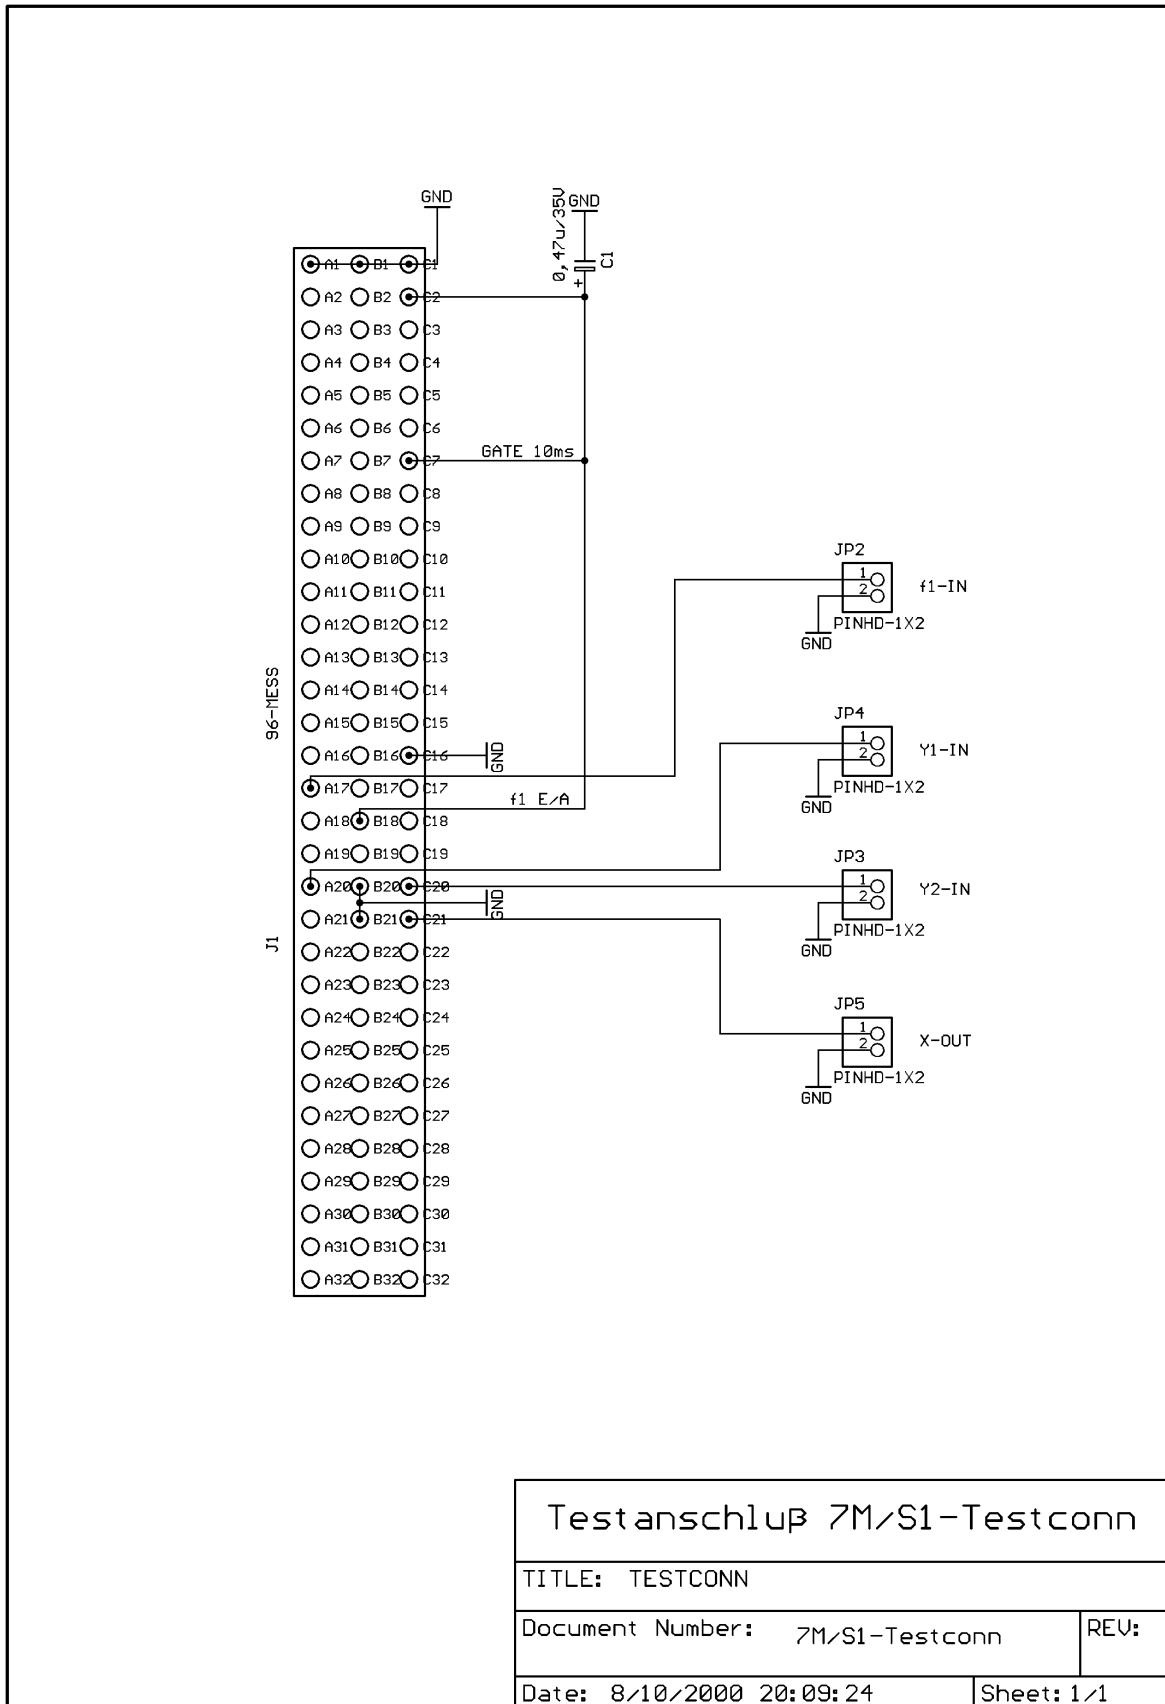 GND
0,47u/35V
GND
C1
+
A1 B1 C1
A2 B2 C2
A3 B3 C3
A4 B4 C4
A5 B5 C5
A6 B6 C6
GATE 10ms
A7 B7 C7
A8 B8 C8
A9 B9 C9
A10 B10 C10
A11 B11 C11
A12 B12 C12
A13 B13 C13
A14 B14 C14
A15 B15 C15
A16 B16 C16
GND
A17 B17 C17
f1 E/A
A18 B18 C18
A19 B19 C19
A20 B20 C20
GND
A21 B21 C21
A22 B22 C22
A23 B23 C23
A24 B24 C24
A25 B25 C25
A26 B26 C26
A27 B27 C27
A28 B28 C28
A29 B29 C29
A30 B30 C30
A31 B31 C31
A32 B32 C32
96-MESS
J1
JP2
1
2
f1-IN
PINHD-1X2
GND
JP4
1
2
Y1-IN
PINHD-1X2
GND
JP3
1
2
Y2-IN
PINHD-1X2
GND
JP5
1
2
X-OUT
PINHD-1X2
GND
Testanschluß 7M/S1-Testconn
TITLE: TESTCONN
Document Number: 7M/S1-Testconn
REV:
Date: 8/10/2000 20:09:24
Sheet: 1/1